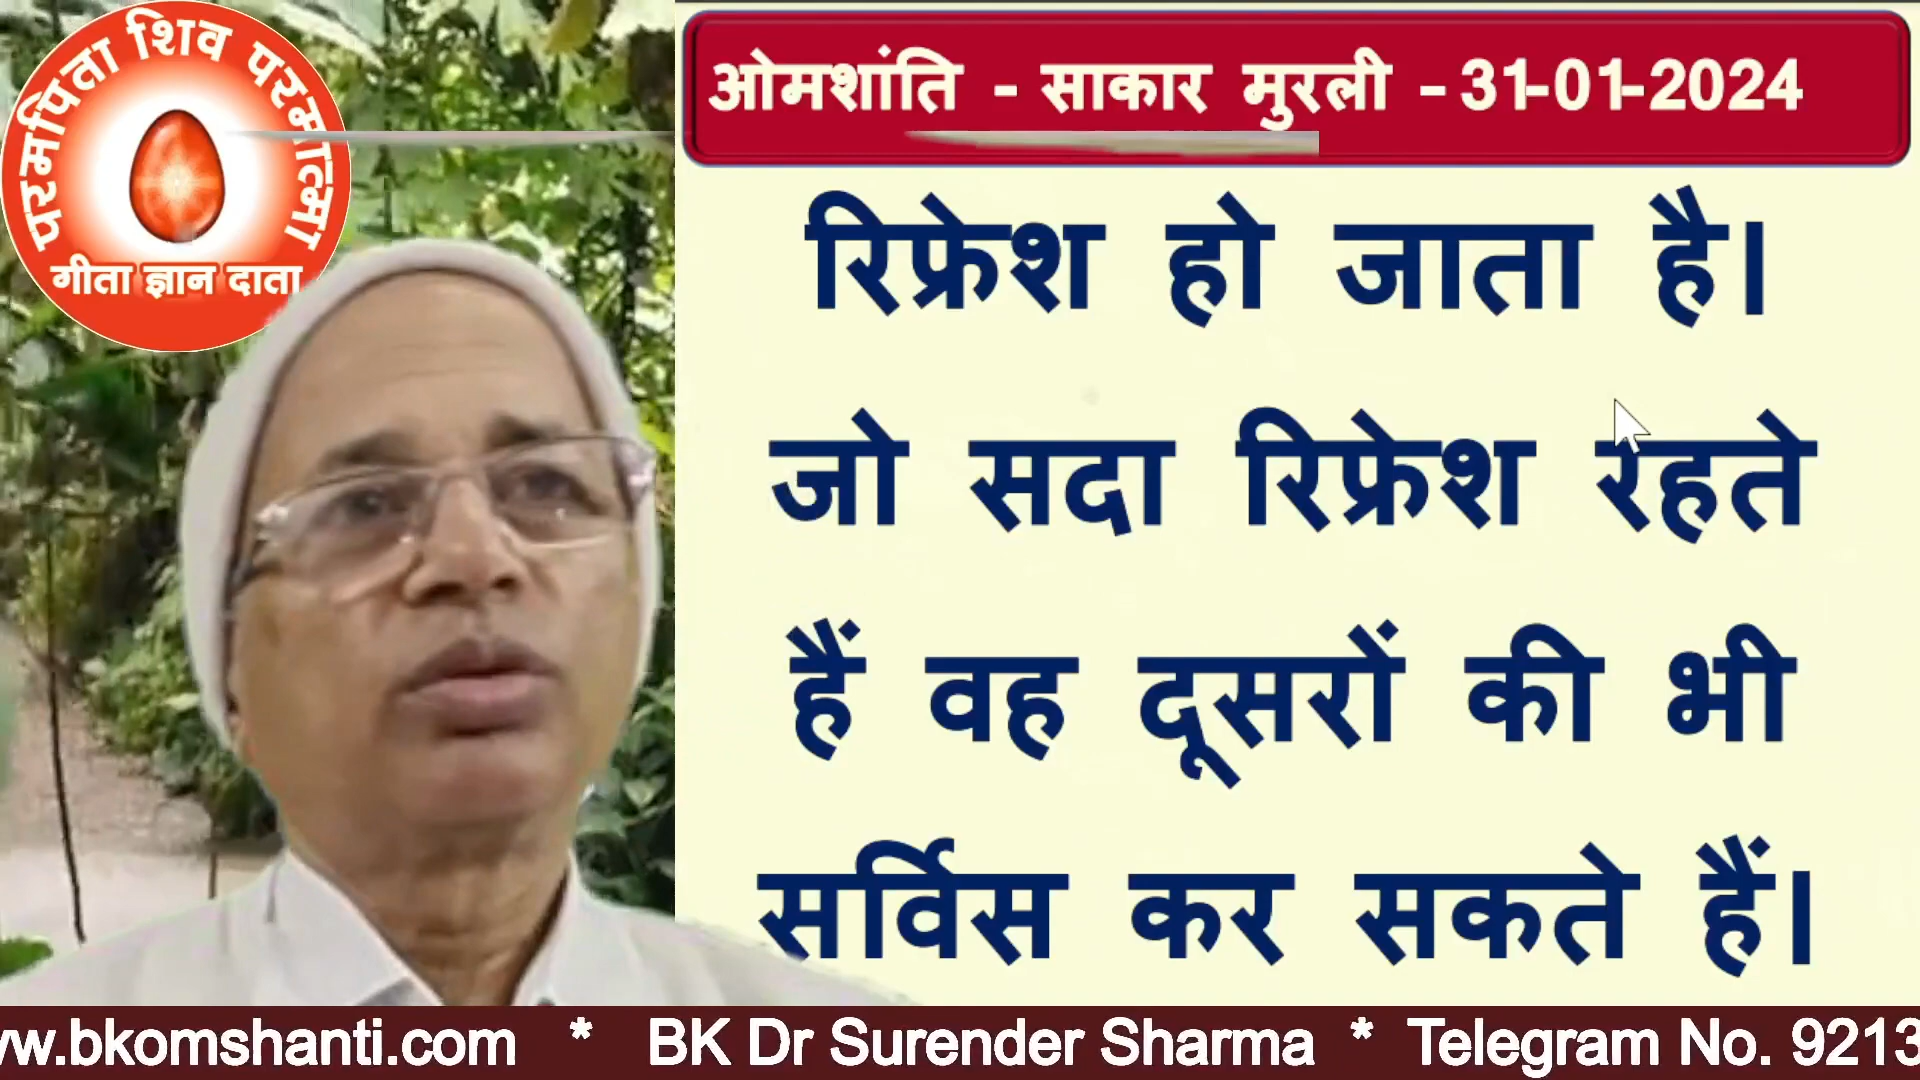 परमपिता शिव परमात्मा
गीता ज्ञान दाता
ओमशांति - साकार मुरली - 31-01-2024
रिफ्रेश हो जाता है।
जो सदा रिफ्रेश रहते
हैं वह दूसरों की भी
सर्विस कर सकते हैं।
ww.bkomshanti.com * BK Dr Surender Sharma * Telegram No. 9213